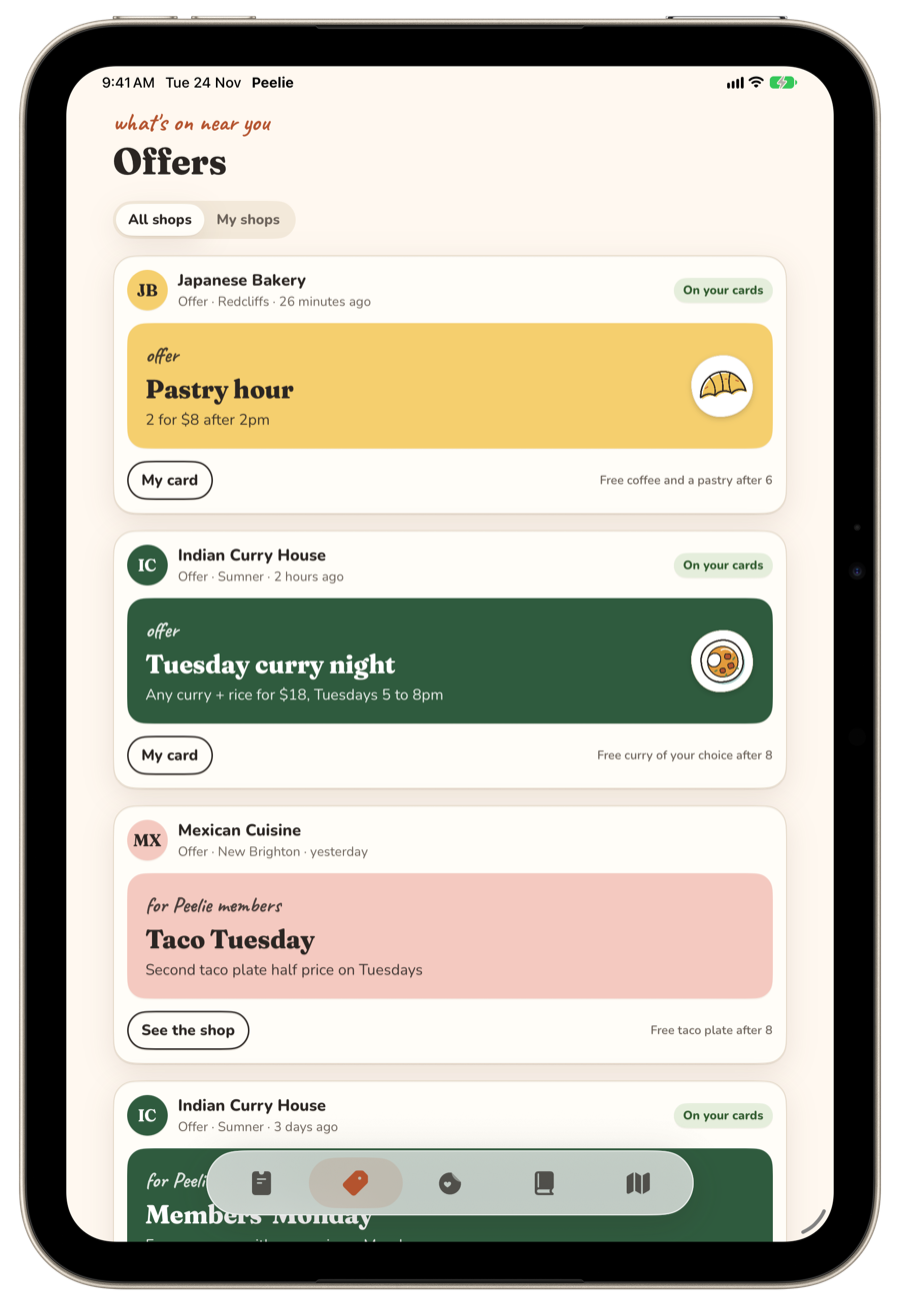 9:41 AM Tue 24 Nov Peelie
what's on near you
Offers
All shops My shops
JB
Japanese Bakery
Offer · Redcliffs · 26 minutes ago
On your cards
offer
Pastry hour
2 for $8 after 2pm
My card
Free coffee and a pastry after 6
IC
Indian Curry House
Offer · Sumner · 2 hours ago
On your cards
offer
Tuesday curry night
Any curry + rice for $18, Tuesdays 5 to 8pm
My card
Free curry of your choice after 8
MX
Mexican Cuisine
Offer · New Brighton · yesterday
for Peelie members
Taco Tuesday
Second taco plate half price on Tuesdays
See the shop
Free taco plate after 8
IC
Indian Curry House
Offer · Sumner · 3 days ago
On your cards
for
Members' Monday